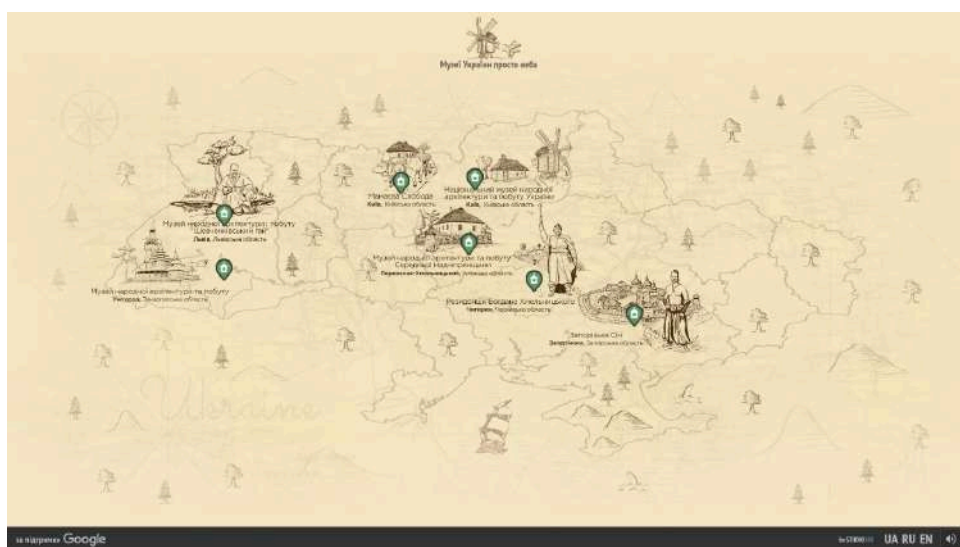 Музеї України просто неба
Мамаєва Слобода
Київ, Київська область
Національний музей народної
архітектури та побуту України
Київ, Київська область
Музей народної архітектури і побуту
"Шевченківський гай"
Львів, Львівська область
Музей народної архітектури та побуту
Середньої Наддніпрянщини
Переяслав-Хмельницький, Київська область
Музей народної архітектури та побуту
Ужгород, Закарпатська область
Резиденція Богдана Хмельницького
Чигирин, Черкаська область
Запорізька Січ
Запоріжжя, Запорізька область
Ukraine
за підтримки Google
by
UA RU EN